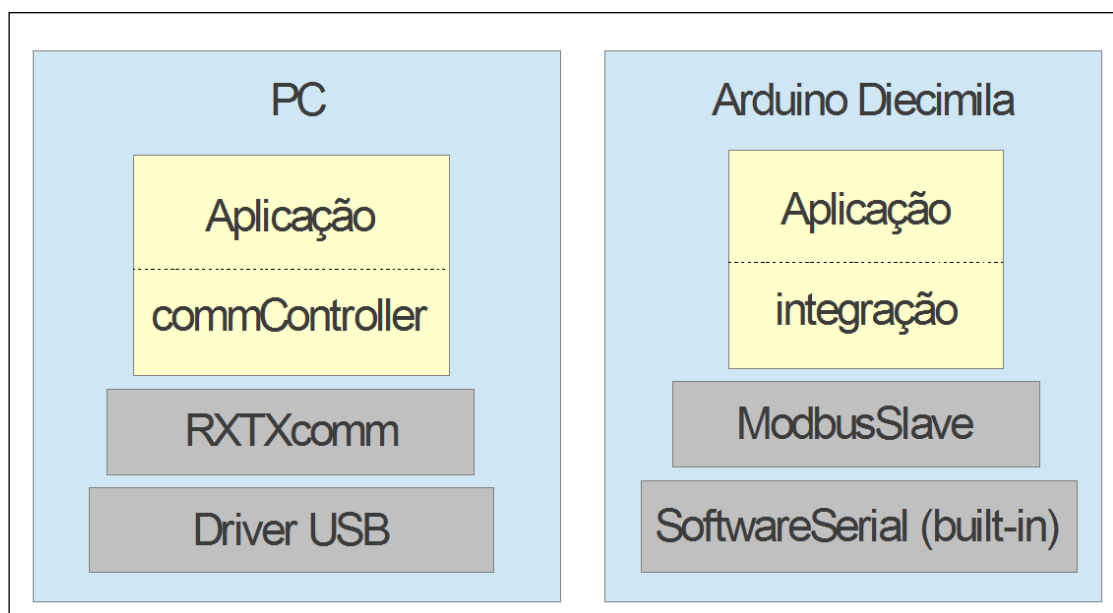 PC
Aplicação
commController
RXTXcomm
Driver USB
Arduino Diecimila
Aplicação
integração
ModbusSlave
SoftwareSerial (built-in)